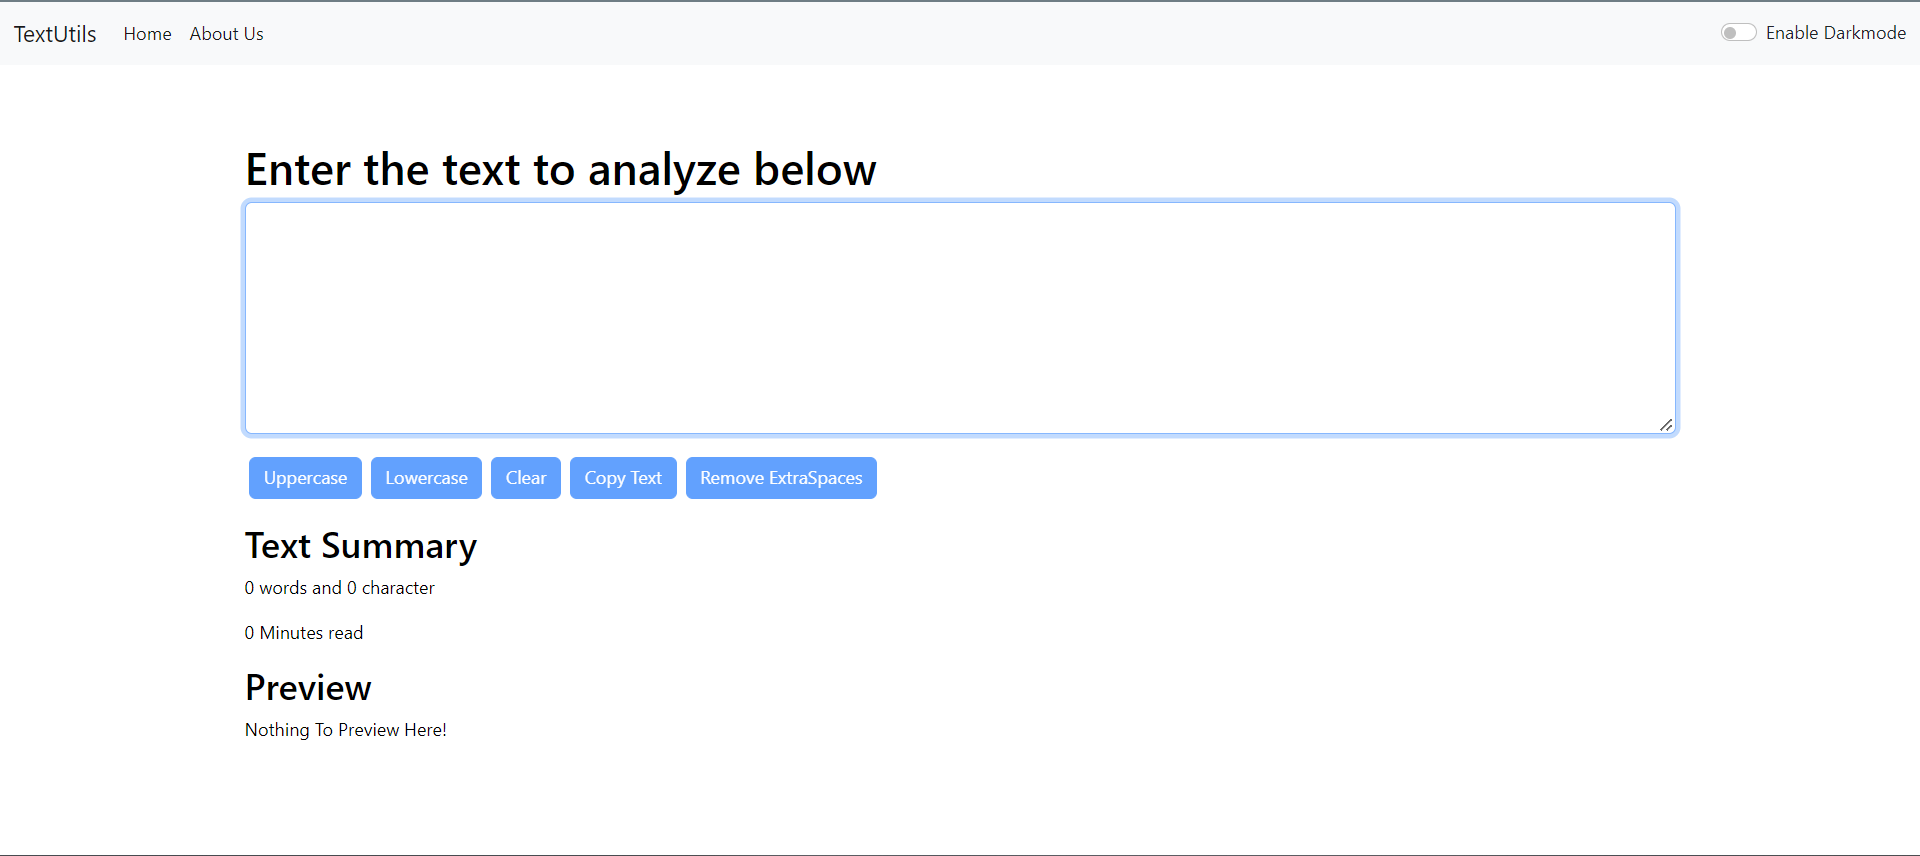 TextUtils Home About Us Enable Darkmode
Enter the text to analyze below
Uppercase Lowercase Clear Copy Text Remove ExtraSpaces
Text Summary
0 words and 0 character
0 Minutes read
Preview
Nothing To Preview Here!